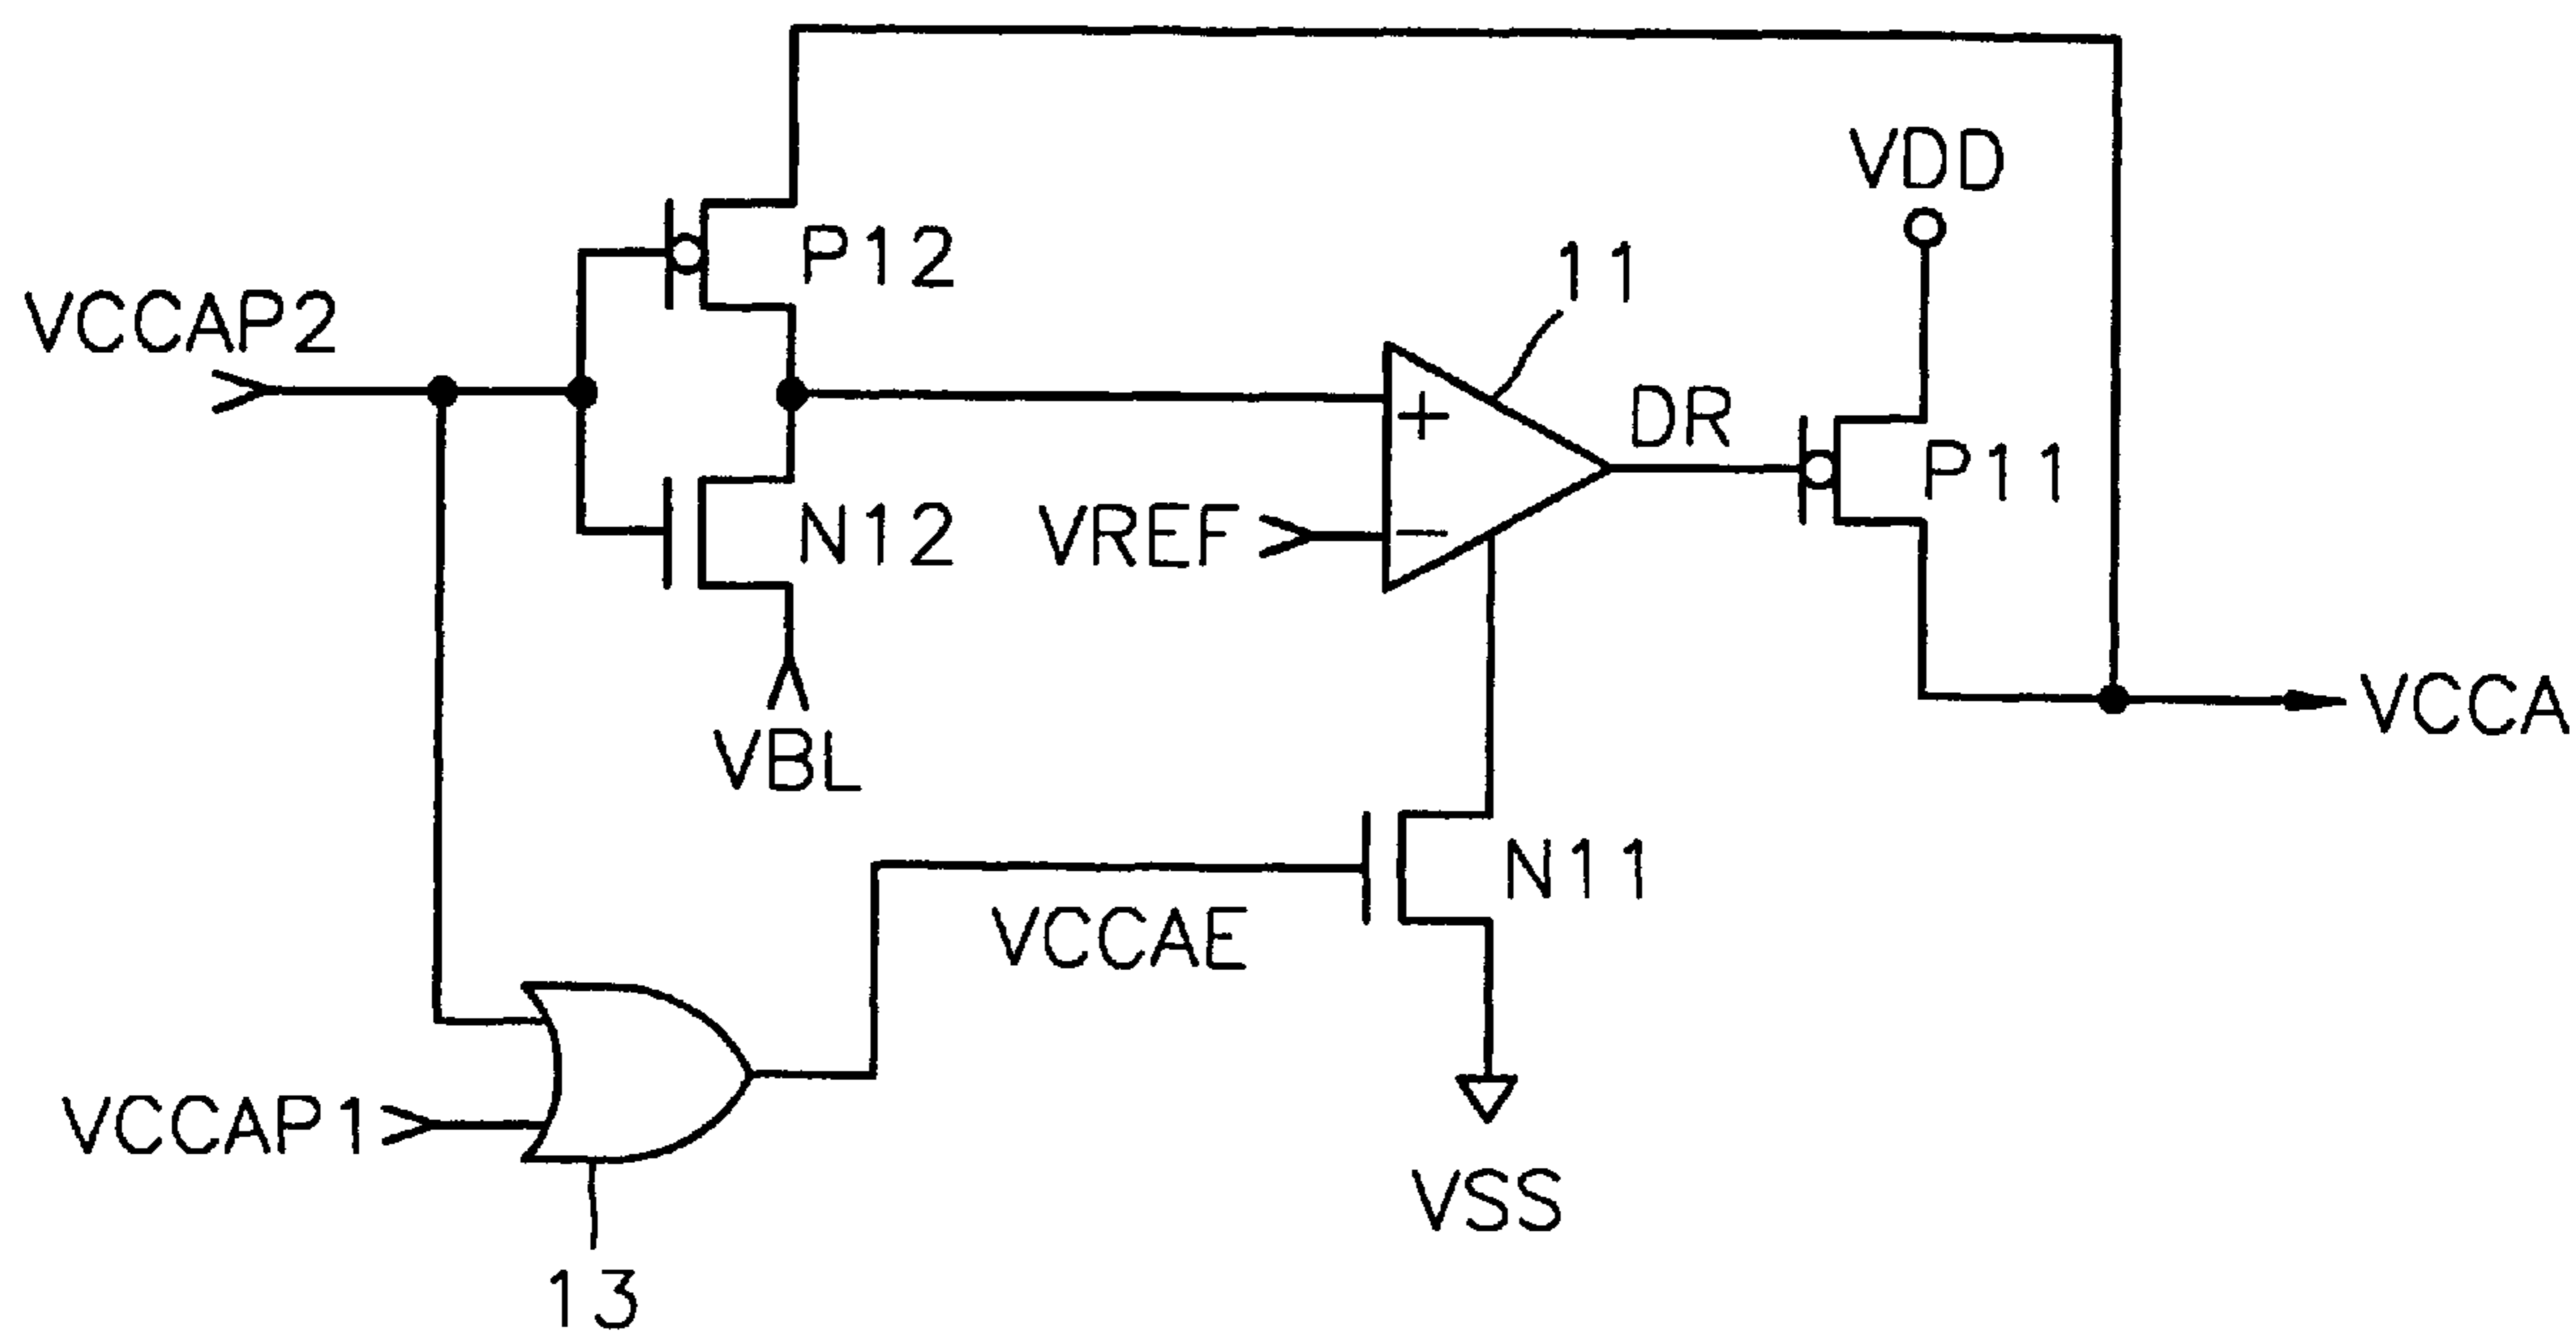 VDD
P12
11
VCCAP2
+
DR
P11
N12
VREF
−
VCCA
VBL
N11
VCCAE
VCCAP1
VSS
13